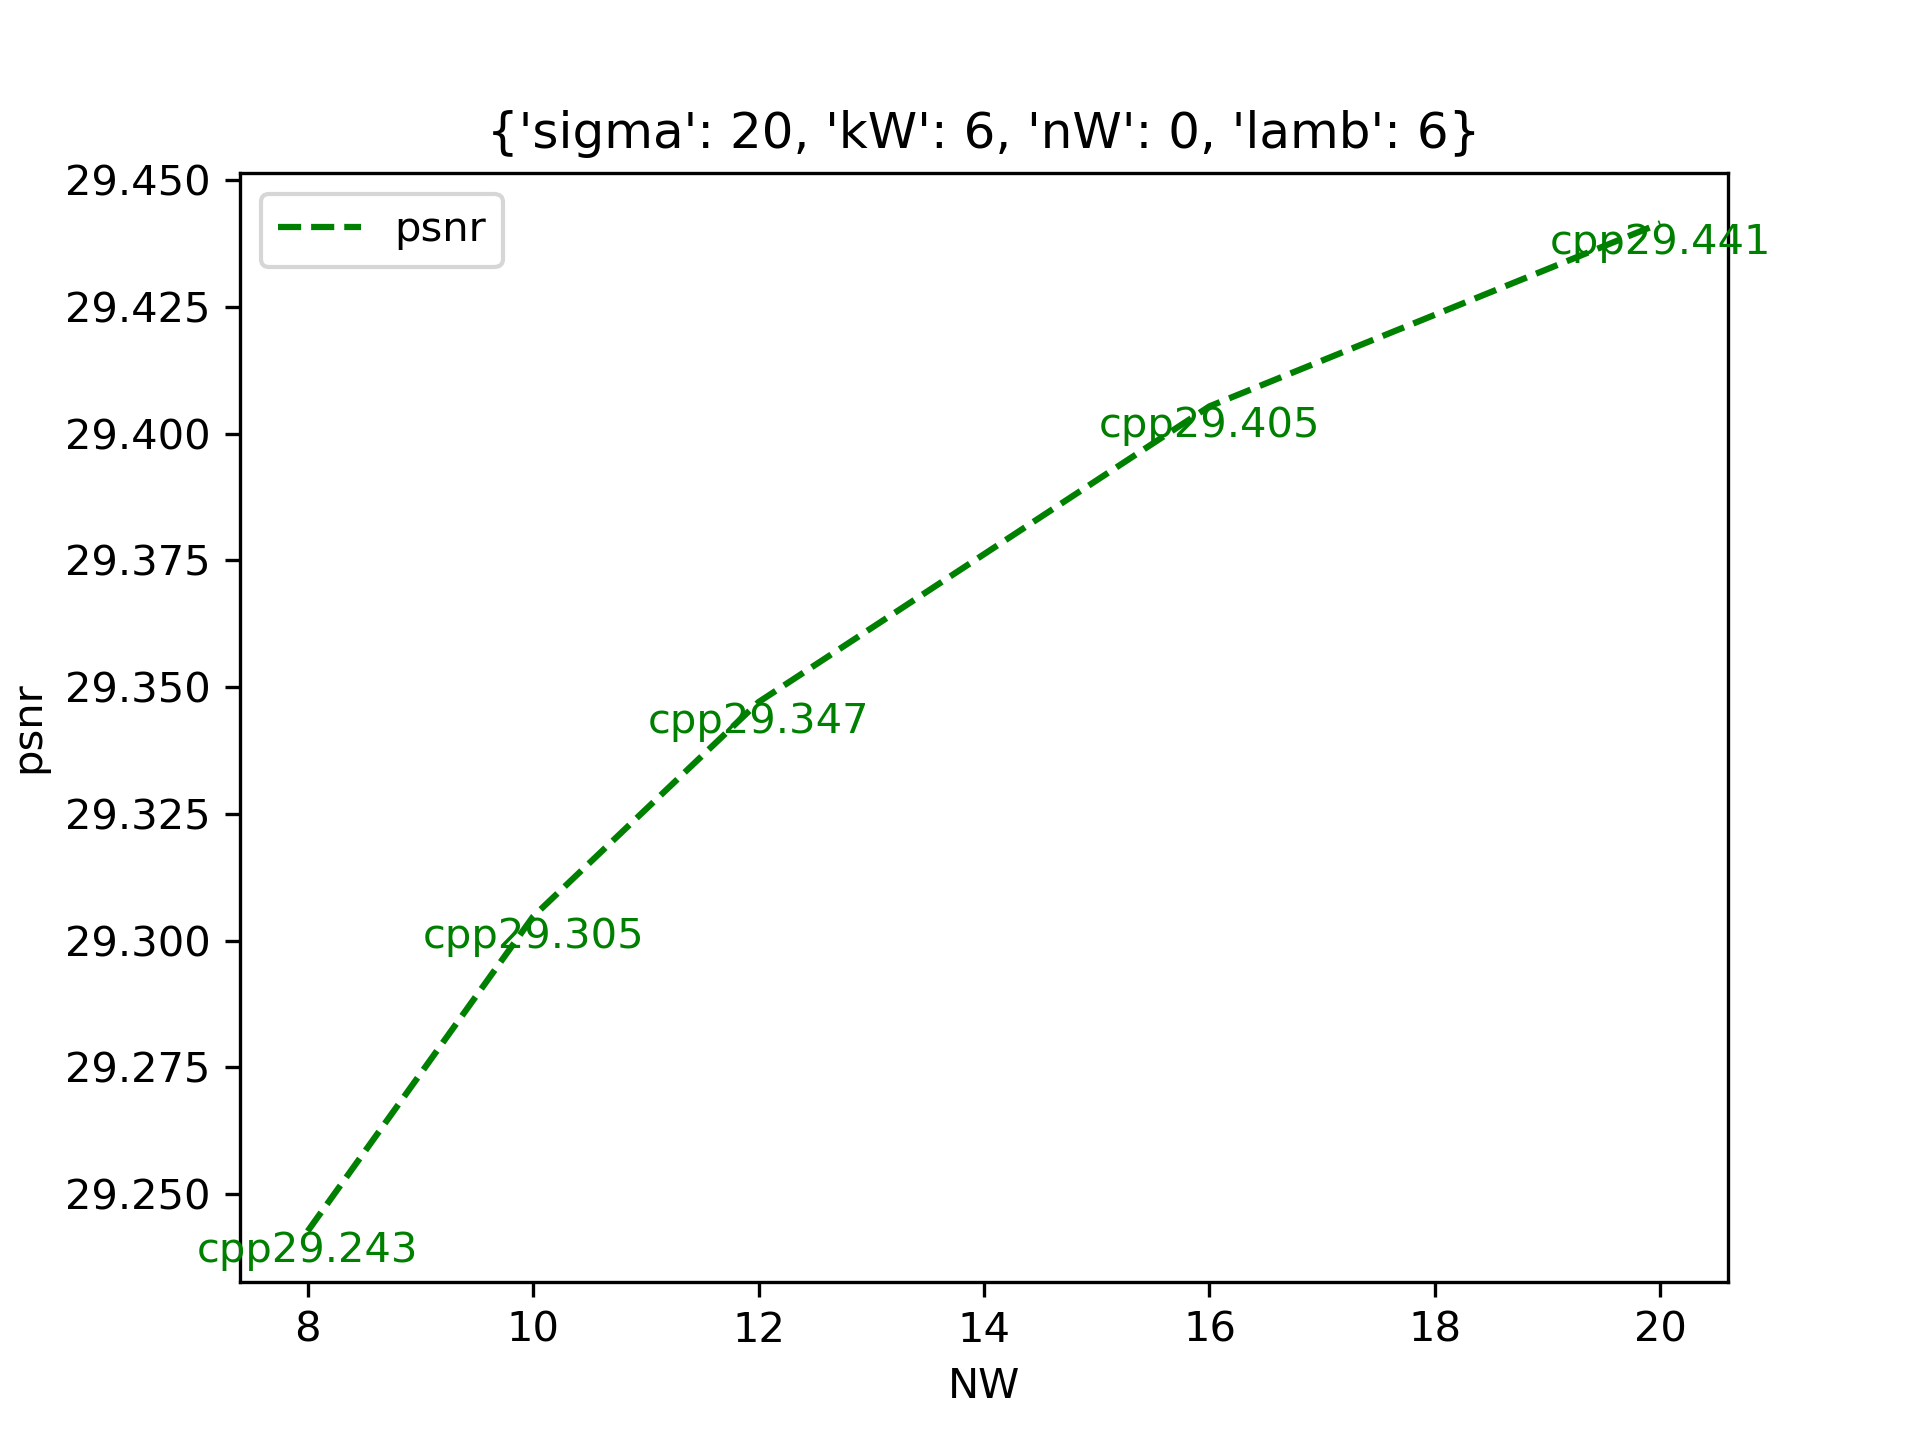 {'sigma': 20, 'kW': 6, 'nW': 0, 'lamb': 6}
psnr
29.450
29.425
29.400
29.375
29.350
29.325
29.300
29.275
29.250
psnr
cpp29.441
cpp29.405
cpp29.347
cpp29.305
cpp29.243
8 10 12 14 16 18 20
NW